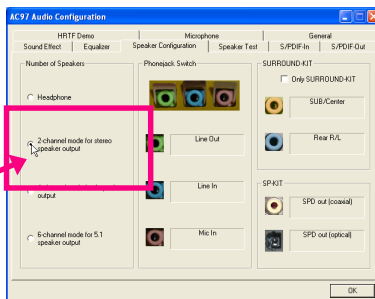 AC97 Audio Configuration
HRTF Demo
Microphone
General
Sound Effect
Equalizer
Speaker Configuration
Speaker Test
S/PDIF-In
S/PDIF-Out
Number of Speakers
Headphone
2-channel mode for stereo
speaker output
output
6-channel mode for 5.1
speaker output
Phonejack Switch
Line Out
Line In
Mic In
SURROUND-KIT
Only SURROUND-KIT
SUB/Center
Rear R/L
SP-KIT
SPD out (coaxial)
SPD out (optical)
OK